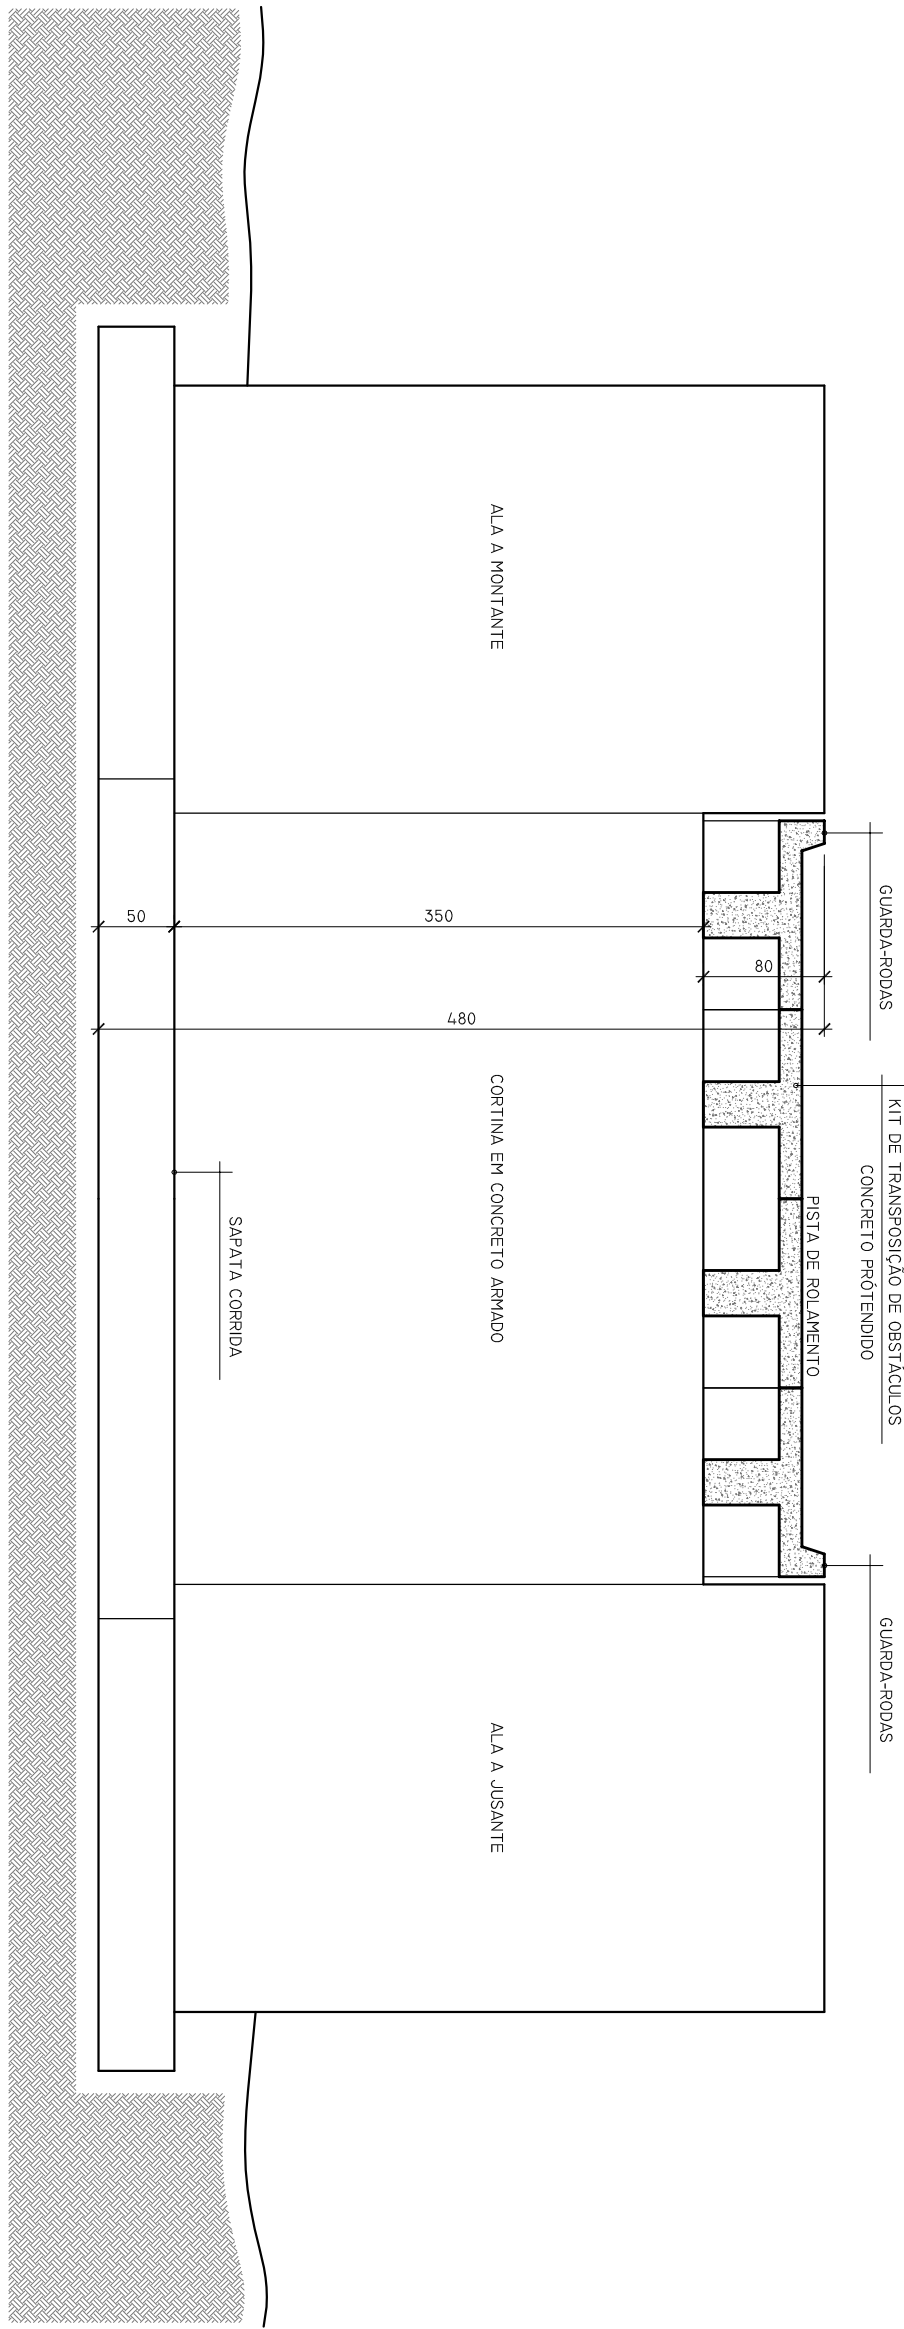 GUARDA-RODAS
KIT DE TRANSPOSIÇÃO DE OBSTÁCULOS
CONCRETO PRÓTENDIDO
GUARDA-RODAS
PISTA DE ROLAMENTO
80
350
480
50
ALA A MONTANTE
CORTINA EM CONCRETO ARMADO
ALA A JUSANTE
SAPATA CORRIDA